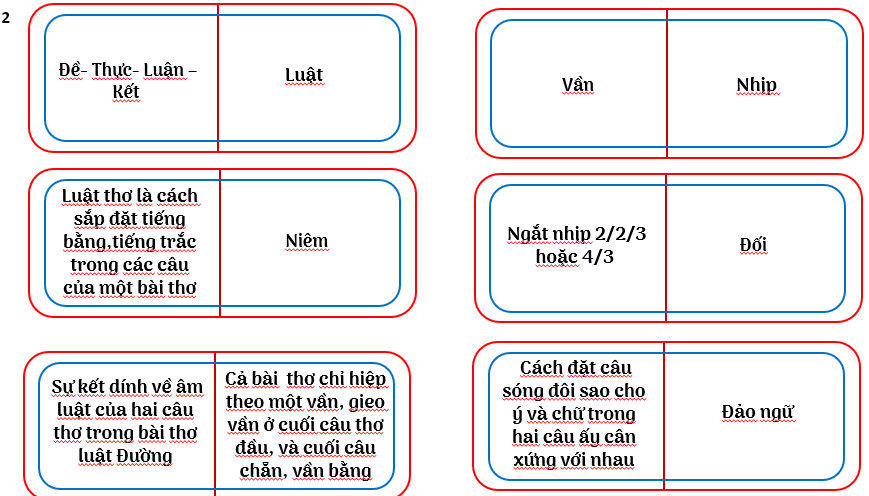 2
Đề- Thực- Luận –
Kết
Luật
Vần
Nhịp
Luật thơ là cách
sắp đặt tiếng
bằng,tiếng trắc
trong các câu
của một bài thơ
Niêm
Ngắt nhịp 2/2/3
hoặc 4/3
Đối
Sự kết dính về âm
luật của hai câu
thơ trong bài thơ
luật Đường
Cả bài thơ chỉ hiệp
theo một vần, gieo
vần ở cuối câu thơ
đầu, và cuối câu
chẵn, vần bằng
Cách đặt câu
sóng đôi sao cho
ý và chữ trong
hai câu ấy cân
xứng với nhau
Đảo ngữ